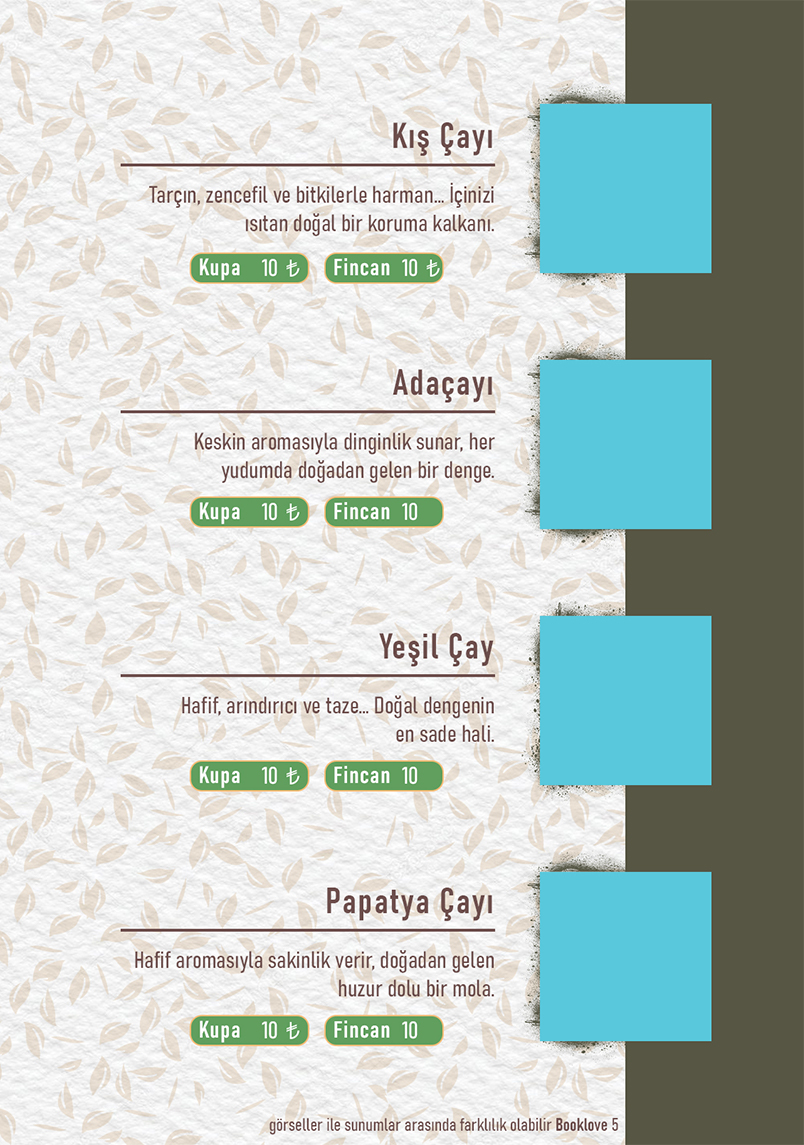 Kış Çayı
Tarçın, zencefil ve bitkilerle harman... İçinizi
ısıtan doğal bir koruma kalkanı.
Kupa 10 ₺ Fincan 10 ₺
Adaçayı
Keskin aromasıyla dinginlik sunar, her
yudumda doğadan gelen bir denge.
Kupa 10 ₺ Fincan 10
Yeşil Çay
Hafif, arındırıcı ve taze... Doğal dengenin
en sade hali.
Kupa 10 ₺ Fincan 10
Papatya Çayı
Hafif aromasıyla sakinlik verir, doğadan gelen
huzur dolu bir mola.
Kupa 10 ₺ Fincan 10
görseller ile sunumlar arasında farklılık olabilir Booklove 5